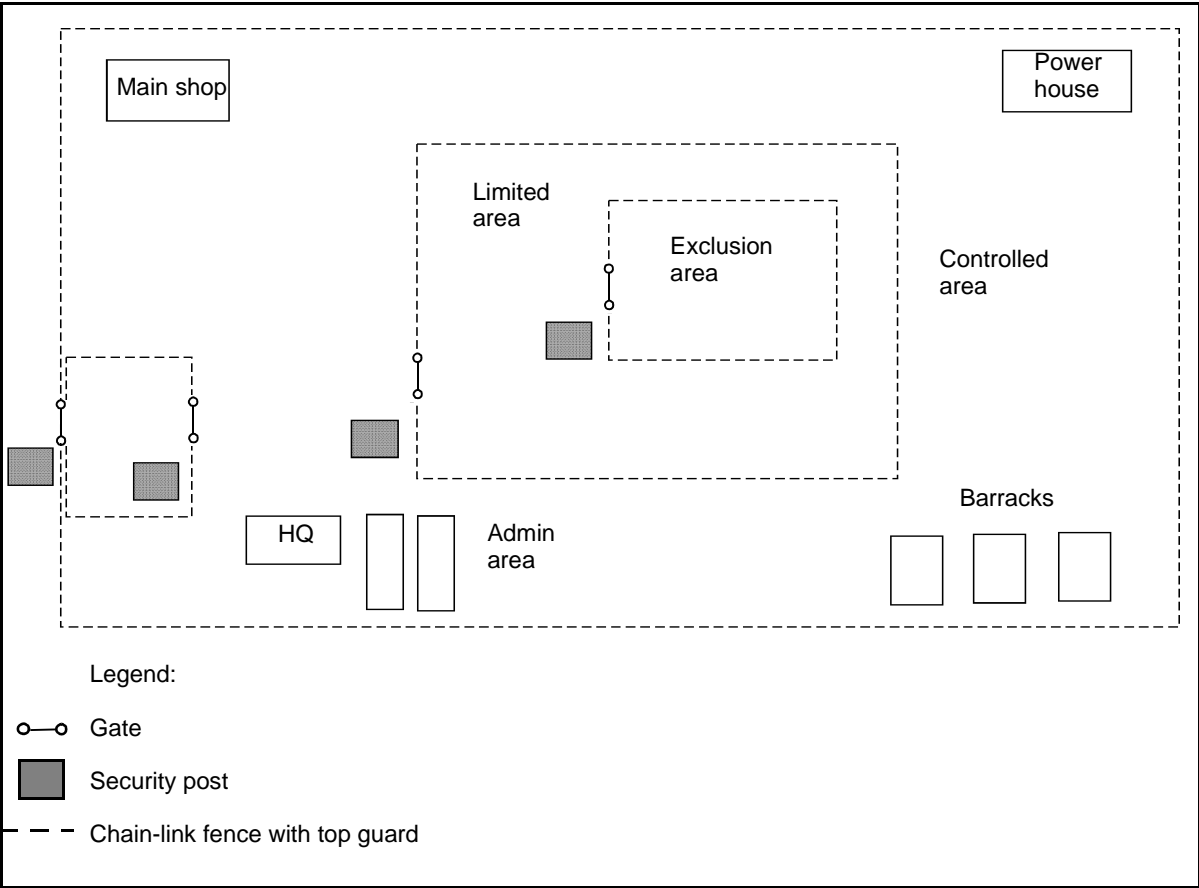 Main shop
Power
house
Limited
area
Exclusion
area
Controlled
area
HQ
Admin
area
Barracks
Legend:
Gate
Security post
Chain-link fence with top guard